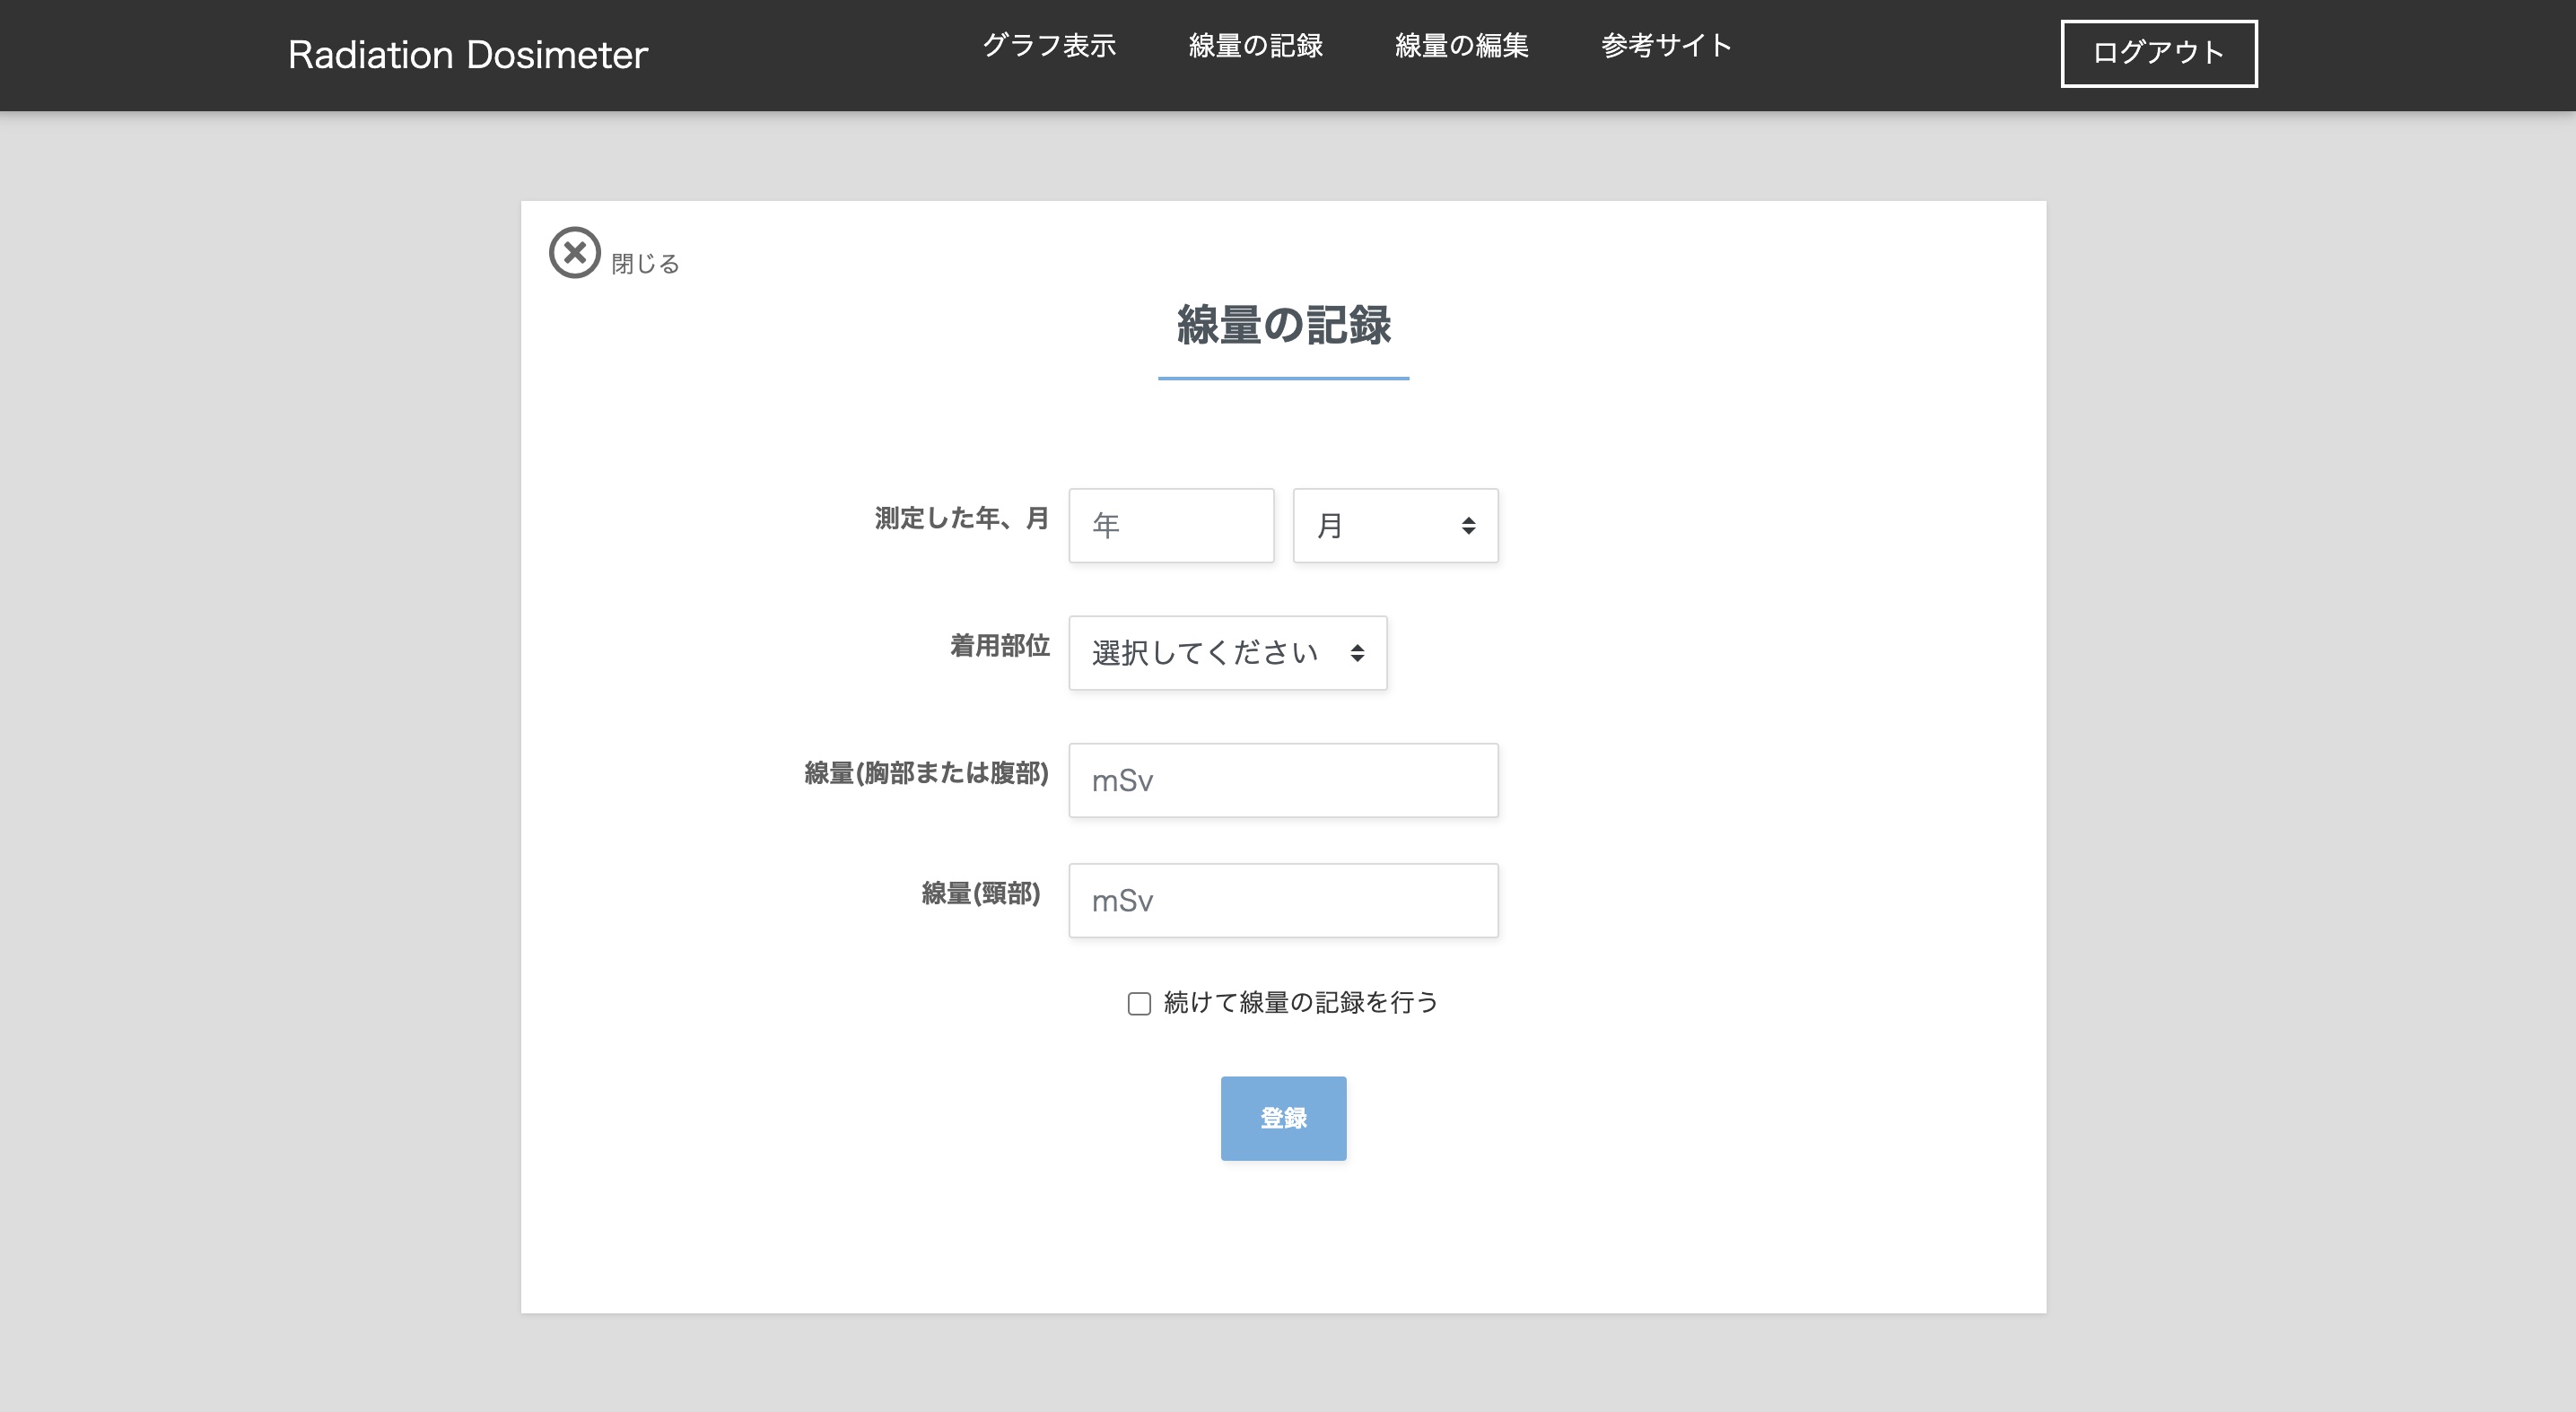 Radiation Dosimeter
グラフ表示
線量の記録
線量の編集
参考サイト
ログアウト
閉じる
線量の記録
測定した年、月
年
月
着用部位
選択してください
線量(胸部または腹部)
mSv
線量(頸部)
mSv
続けて線量の記録を行う
登録